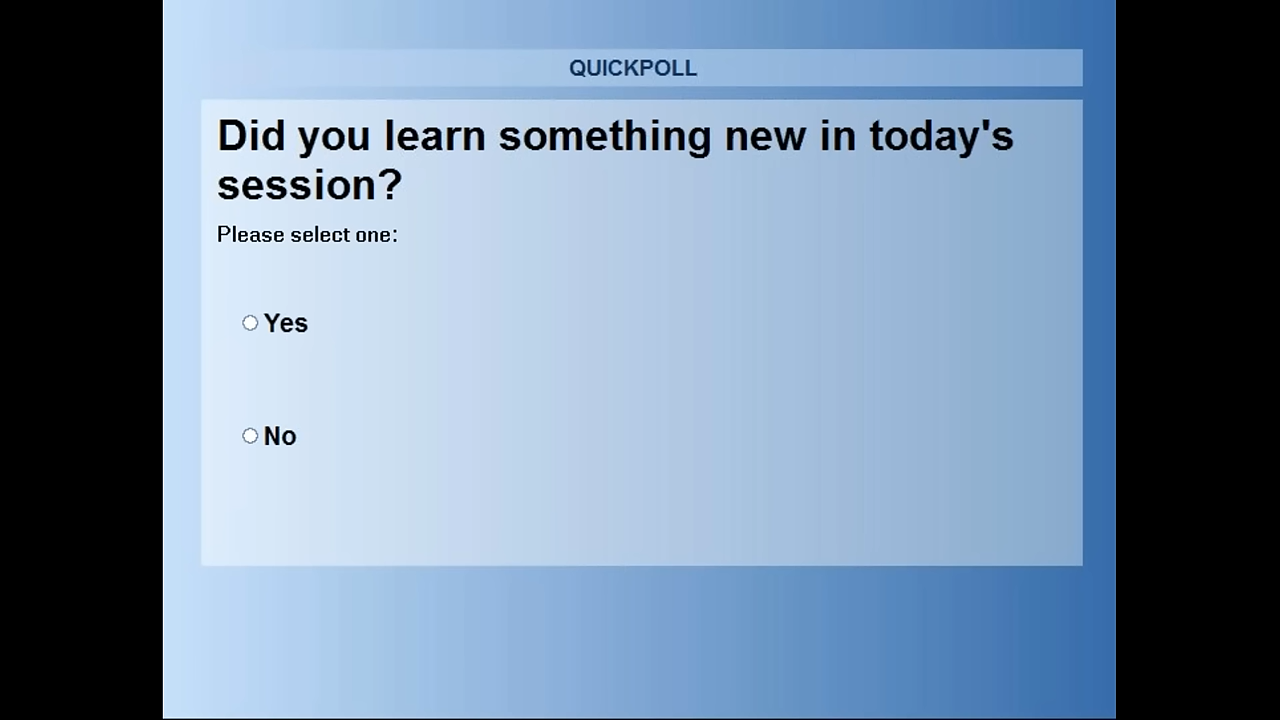 QUICKPOLL
Did you learn something new in today's
session?
Please select one:
Yes
No